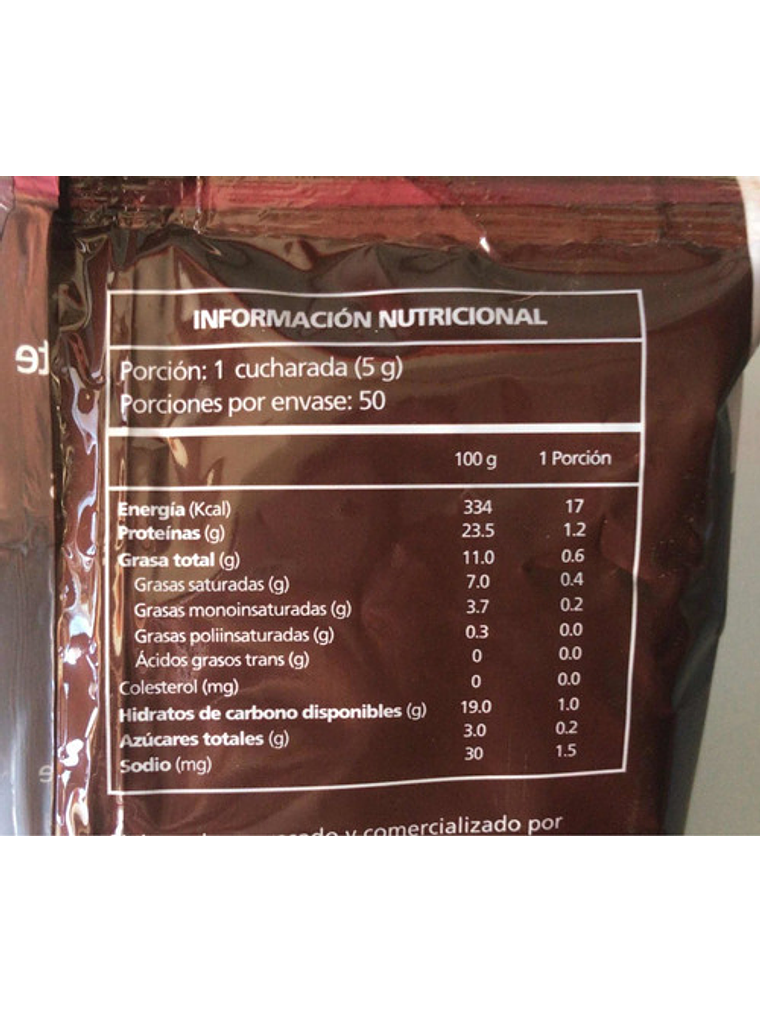 INFORMACIÓN NUTRICIONAL
Porción: 1 cucharada (5 g)
Porciones por envase: 50
100 g 1 Porción
Energía (Kcal) 334 17
Proteínas (g) 23.5 1.2
Grasa total (g) 11.0 0.6
Grasas saturadas (g) 7.0 0.4
Grasas monoinsaturadas (g) 3.7 0.2
Grasas poliinsaturadas (g) 0.3 0.0
Ácidos grasos trans (g) 0 0.0
Colesterol (mg) 0 0.0
Hidratos de carbono disponibles (g) 19.0 1.0
Azúcares totales (g) 3.0 0.2
Sodio (mg) 30 1.5
y comercializado por